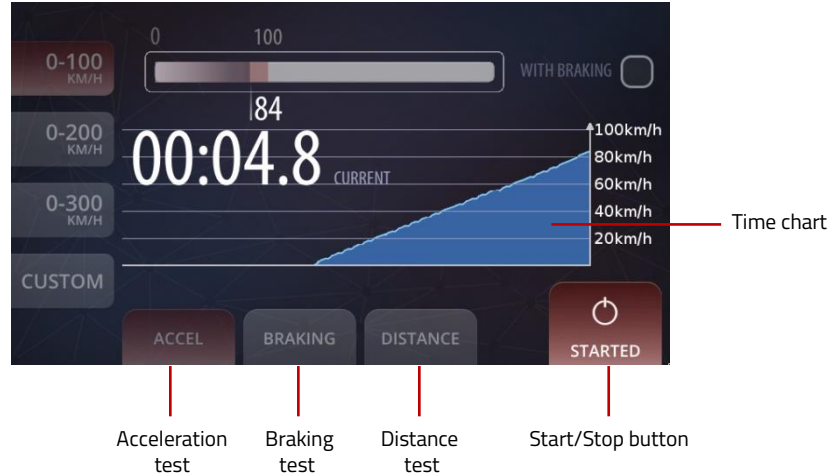 0 100
0-100
KM/H
WITH BRAKING
84
0-200
KM/H
00:04.8 CURRENT
100km/h
80km/h
60km/h
40km/h
20km/h
0-300
KM/H
Time chart
CUSTOM
ACCEL BRAKING DISTANCE
STARTED
Acceleration
test
Braking
test
Distance
test
Start/Stop button